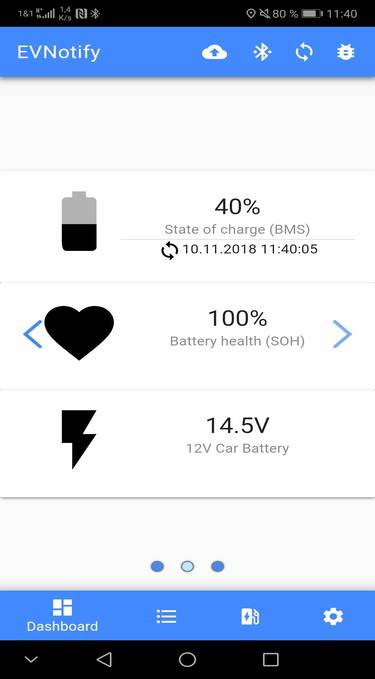 1&1 1,4 K/s 80 % 11:40
EVNotify
40%
State of charge (BMS)
10.11.2018 11:40:05
100%
Battery health (SOH)
14.5V
12V Car Battery
Dashboard